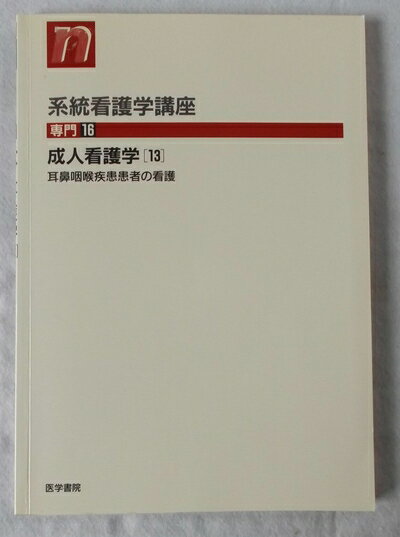 系統看護学講座
専門 16
成人看護学[13]
耳鼻咽喉疾患患者の看護
医学書院